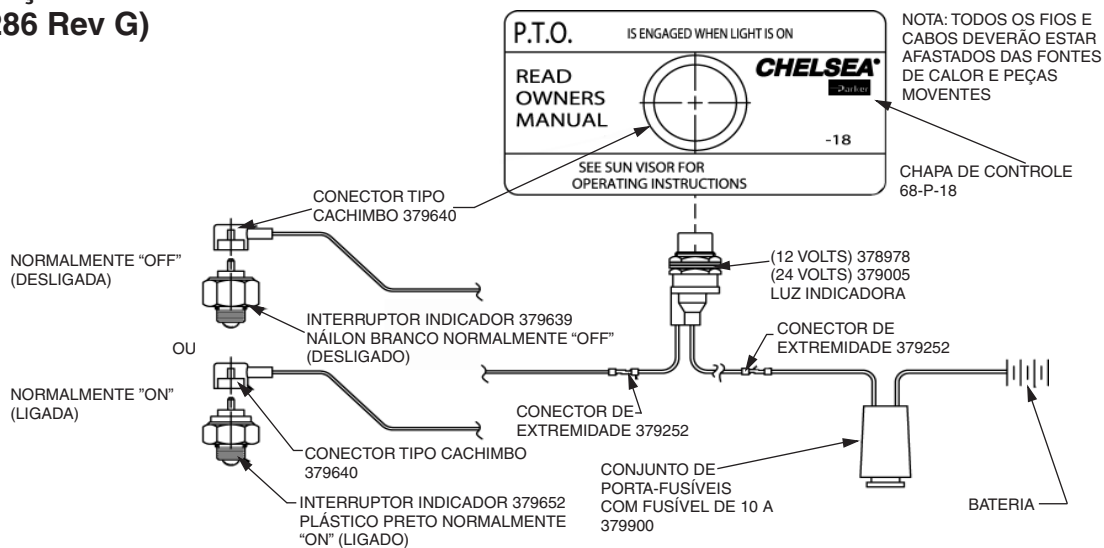 286 Rev G)
P.T.O. IS ENGAGED WHEN LIGHT IS ON
READ
OWNERS
MANUAL
CHELSEA
Parker
-18
SEE SUN VISOR FOR
OPERATING INSTRUCTIONS
NOTA: TODOS OS FIOS E
CABOS DEVERÃO ESTAR
AFASTADOS DAS FONTES
DE CALOR E PEÇAS
MOVENTES
CHAPA DE CONTROLE
68-P-18
CONECTOR TIPO
CACHIMBO 379640
NORMALMENTE “OFF”
(DESLIGADA)
INTERRUPTOR INDICADOR 379639
NÁILON BRANCO NORMALMENTE “OFF”
(DESLIGADO)
(12 VOLTS) 378978
(24 VOLTS) 379005
LUZ INDICADORA
CONECTOR DE
EXTREMIDADE 379252
OU
NORMALMENTE ”ON”
(LIGADA)
CONECTOR TIPO CACHIMBO
379640
INTERRUPTOR INDICADOR 379652
PLÁSTICO PRETO NORMALMENTE
“ON” (LIGADO)
CONECTOR DE
EXTREMIDADE 379252
CONJUNTO DE
PORTA-FUSÍVEIS
COM FUSÍVEL DE 10 A
379900
BATERIA